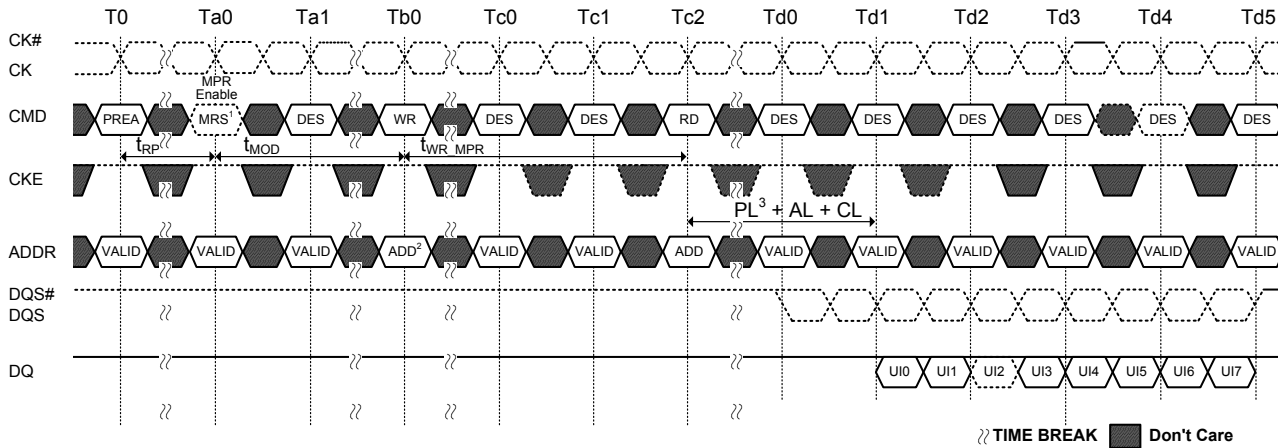 T0 Ta0 Ta1 Tb0 Tc0 Tc1 Tc2 Td0 Td1 Td2 Td3 Td4 Td5
CK#
CK
MPR
Enable
CMD PREA MRS¹ DES WR DES DES RD DES DES DES DES DES DES
tRP tMOD tWR_MPR
CKE
PL³ + AL + CL
ADDR VALID VALID VALID ADD² VALID VALID ADD VALID VALID VALID VALID VALID VALID
DQS#
DQS
DQ UI0 UI1 UI2 UI3 UI4 UI5 UI6 UI7
TIME BREAK Don't Care